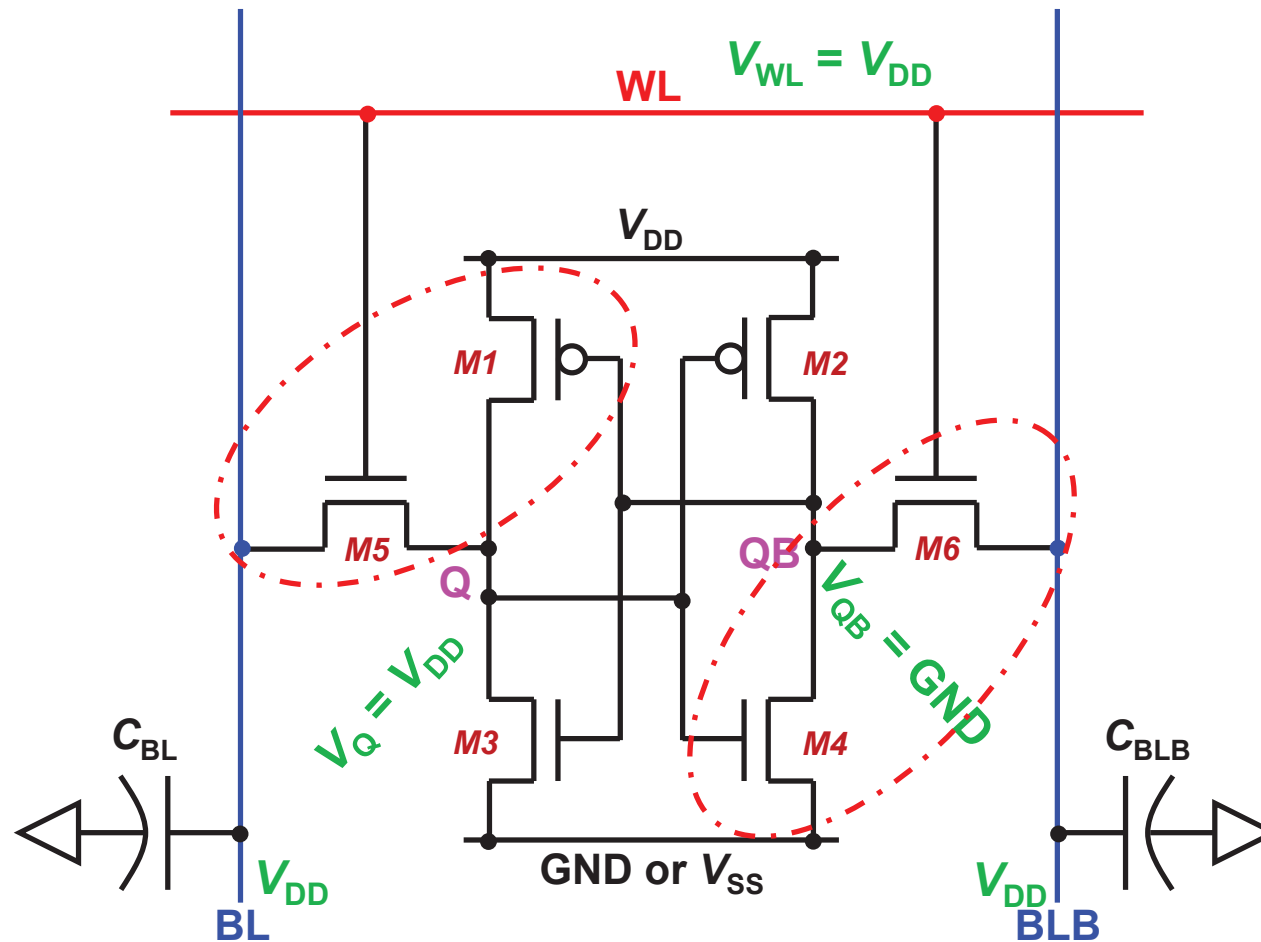 V_WL = V_DD
WL
V_DD
M1
M2
M5
M6
Q
QB
V_Q = V_DD
V_QB = GND
M3
M4
C_BL
C_BLB
GND or V_SS
V_DD
V_DD
BL
BLB